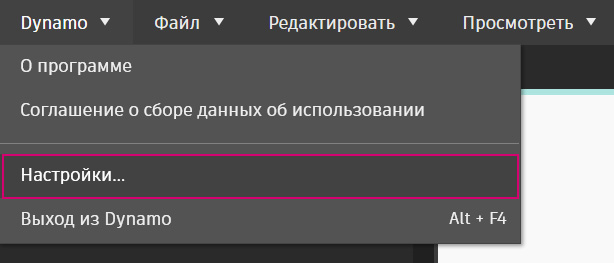 Dynamo Файл Редактировать Просмотреть
О программе
Соглашение о сборе данных об использовании
Настройки...
Выход из Dynamo Alt + F4